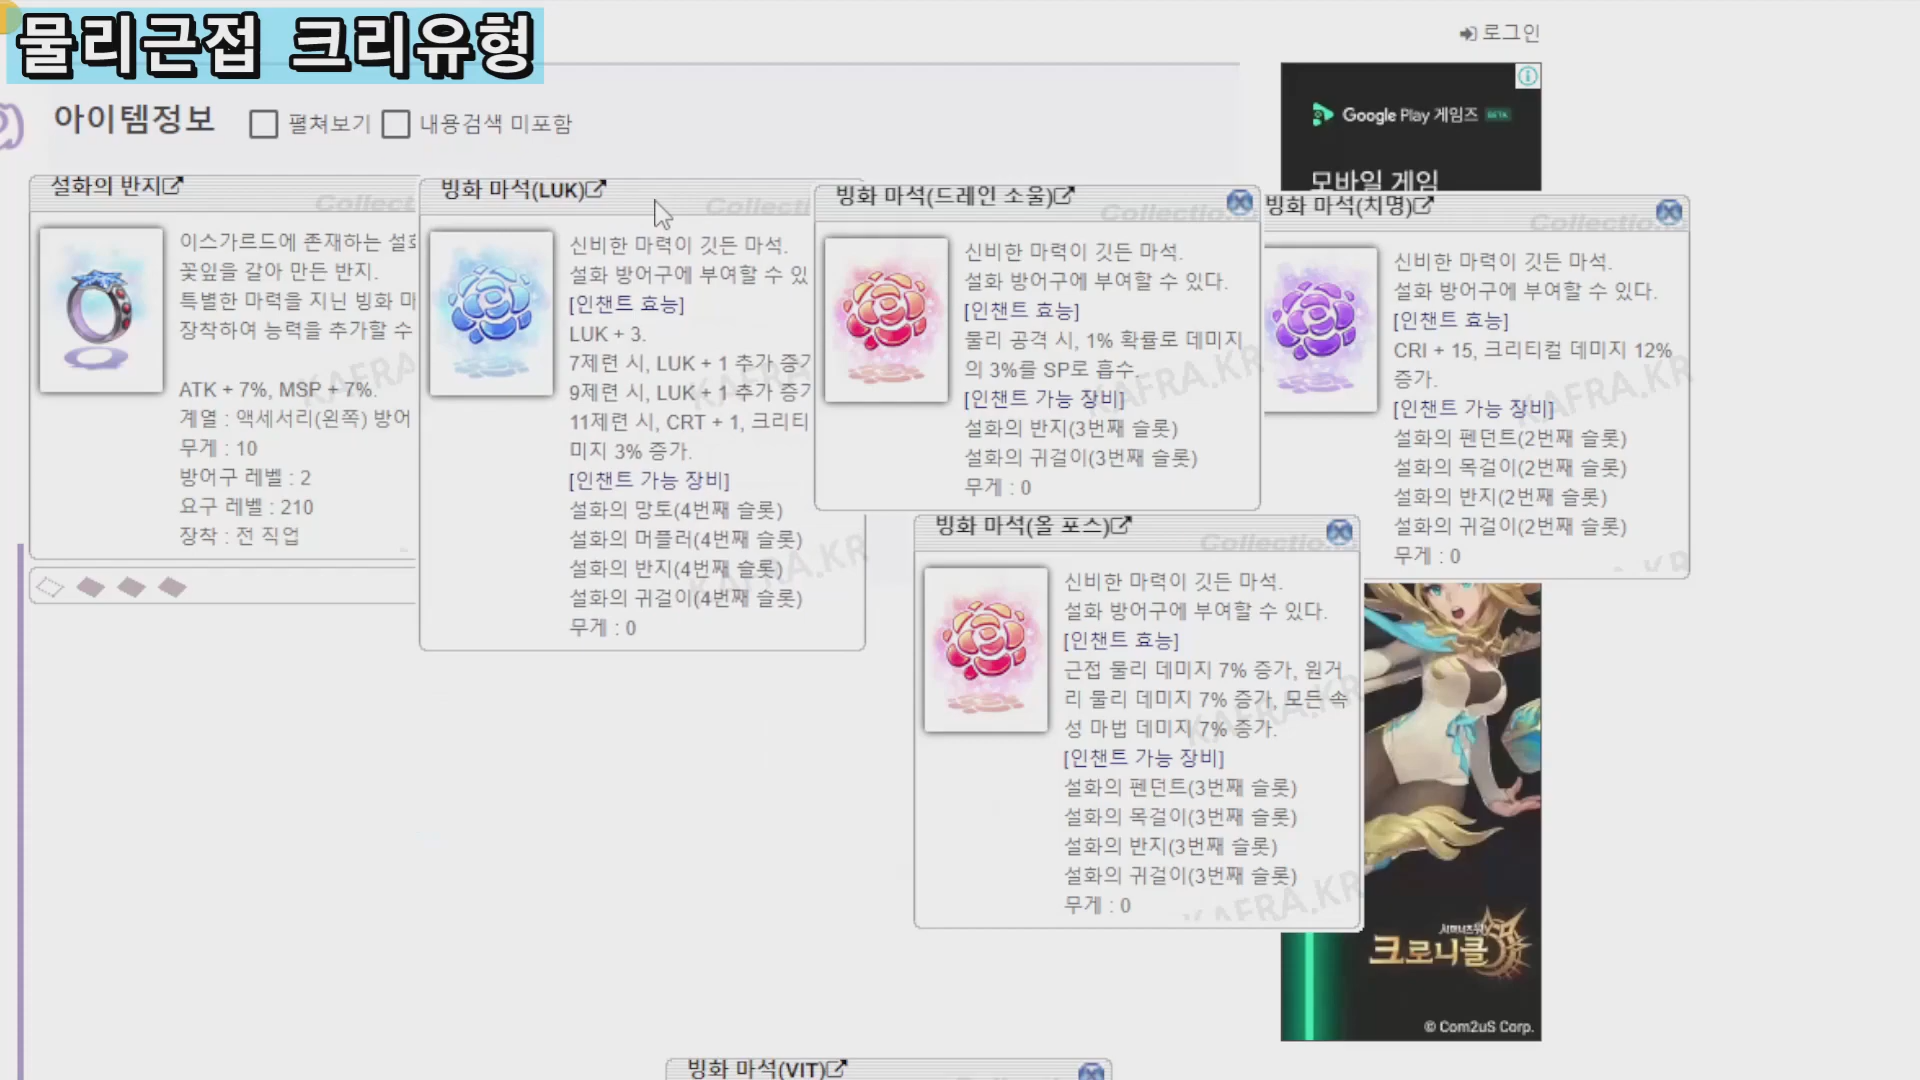 물리근접 크리유형
로그인
아이템정보
펼쳐보기
내용검색 미포함
Google Play 게임즈 BETA
모바일 게임
설화의 반지
이스가르드에 존재하는 설화
꽃잎을 갈아 만든 반지.
특별한 마력을 지닌 빙화 마
장착하여 능력을 추가할 수
ATK + 7%, MSP + 7%.
계열 : 액세서리(왼쪽) 방어
무게 : 10
방어구 레벨 : 2
요구 레벨 : 210
장착 : 전 직업
빙화 마석(LUK)
신비한 마력이 깃든 마석.
설화 방어구에 부여할 수 있
[인챈트 효능]
LUK + 3.
7제련 시, LUK + 1 추가 증가
9제련 시, LUK + 1 추가 증가
11제련 시, CRT + 1, 크리티
미지 3% 증가.
[인챈트 가능 장비]
설화의 망토(4번째 슬롯)
설화의 머플러(4번째 슬롯)
설화의 반지(4번째 슬롯)
설화의 귀걸이(4번째 슬롯)
무게 : 0
빙화 마석(드레인 소울)
신비한 마력이 깃든 마석.
설화 방어구에 부여할 수 있다.
[인챈트 효능]
물리 공격 시, 1% 확률로 데미지
의 3%를 SP로 흡수.
[인챈트 가능 장비]
설화의 반지(3번째 슬롯)
설화의 귀걸이(3번째 슬롯)
무게 : 0
빙화 마석(치명)
신비한 마력이 깃든 마석.
설화 방어구에 부여할 수 있다.
[인챈트 효능]
CRI + 15, 크리티컬 데미지 12%
증가.
[인챈트 가능 장비]
설화의 펜던트(2번째 슬롯)
설화의 목걸이(2번째 슬롯)
설화의 반지(2번째 슬롯)
설화의 귀걸이(2번째 슬롯)
무게 : 0
빙화 마석(올 포스)
신비한 마력이 깃든 마석.
설화 방어구에 부여할 수 있다.
[인챈트 효능]
근접 물리 데미지 7% 증가, 원거
리 물리 데미지 7% 증가, 모든 속
성 마법 데미지 7% 증가.
[인챈트 가능 장비]
설화의 펜던트(3번째 슬롯)
설화의 목걸이(3번째 슬롯)
설화의 반지(3번째 슬롯)
설화의 귀걸이(3번째 슬롯)
무게 : 0
크로니클
© Com2uS Corp.
빙화 마석(VIT)